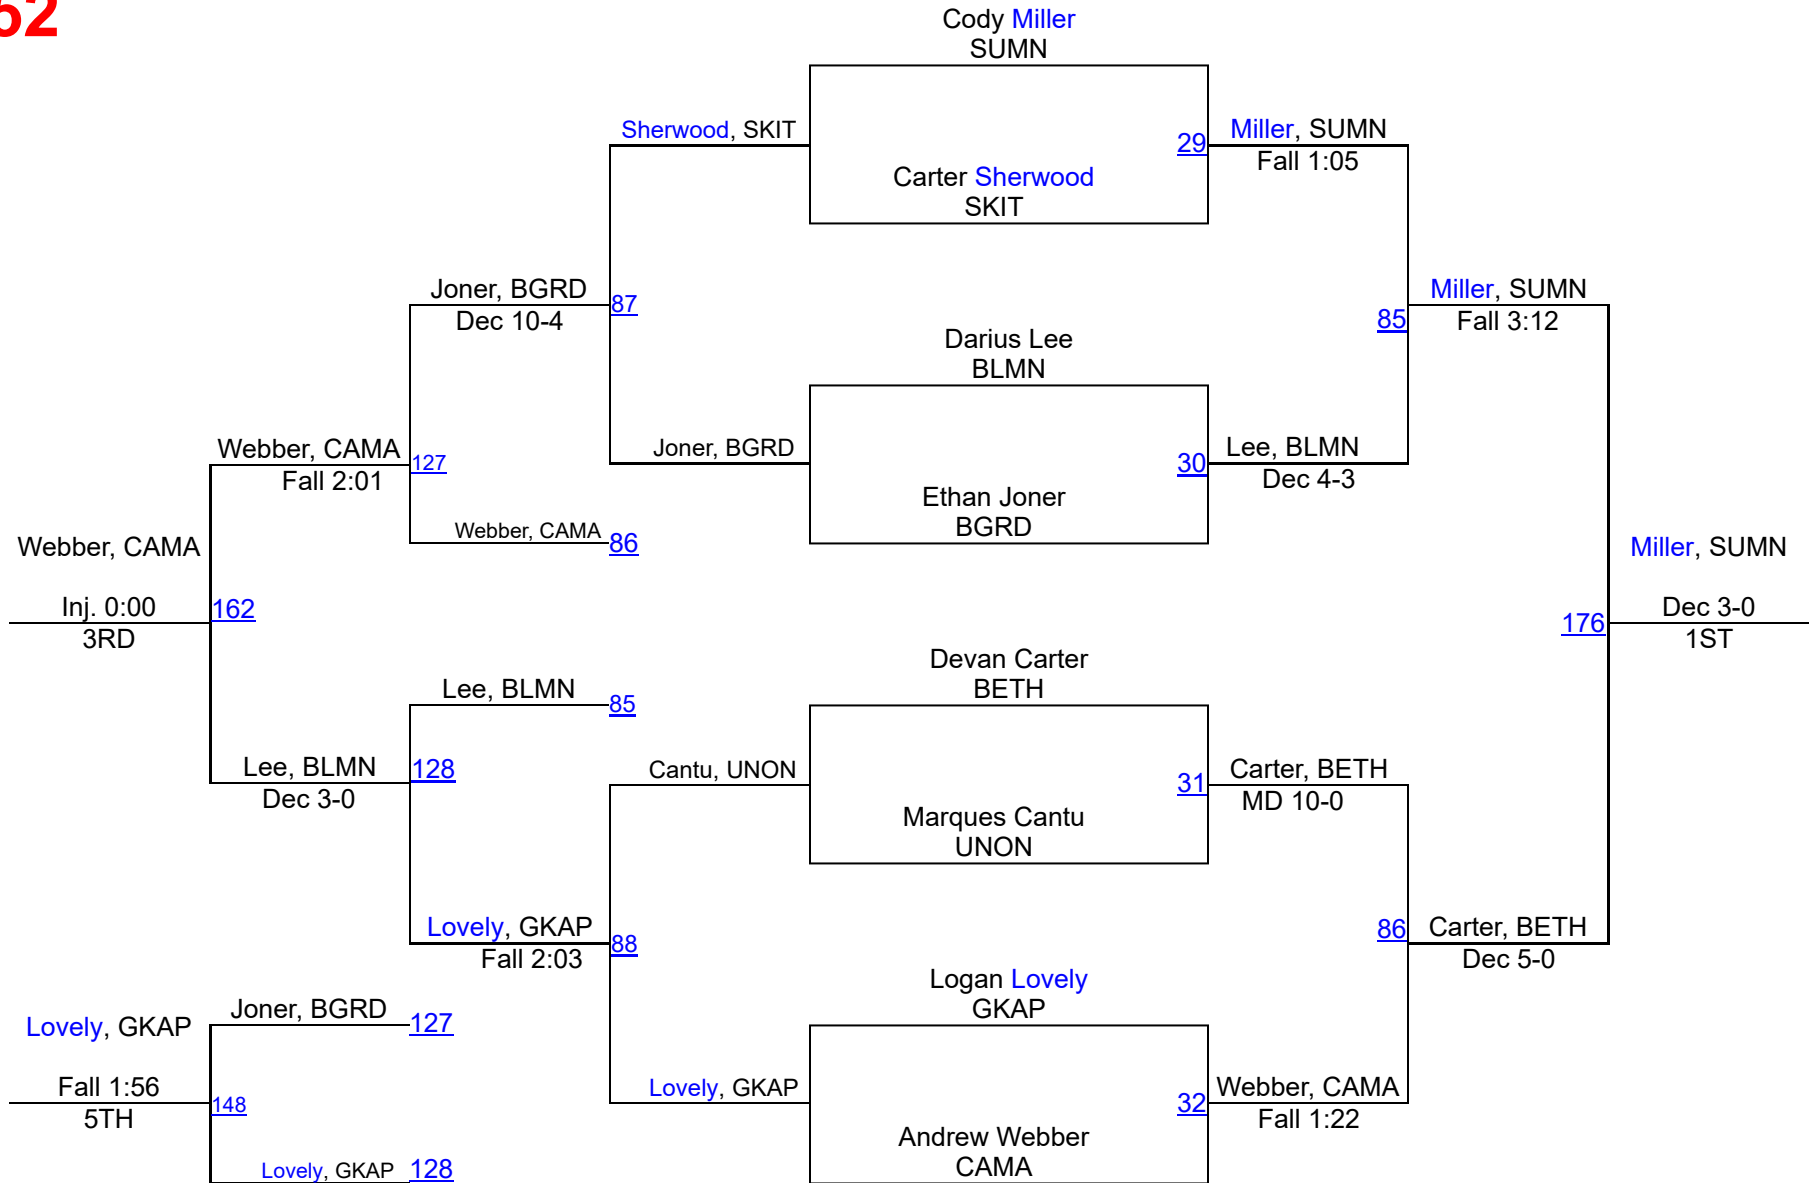 52
Cody Miller
SUMN
Sherwood, SKIT
29
Miller, SUMN
Fall 1:05
Carter Sherwood
SKIT
Joner, BGRD
Dec 10-4
87
Miller, SUMN
Fall 3:12
85
Darius Lee
BLMN
Webber, CAMA
Fall 2:01
127
Joner, BGRD
30
Lee, BLMN
Dec 4-3
Ethan Joner
BGRD
Webber, CAMA
86
Webber, CAMA
Inj. 0:00
3RD
162
Miller, SUMN
Dec 3-0
1ST
176
Devan Carter
BETH
Lee, BLMN
85
Lee, BLMN
Dec 3-0
128
Cantu, UNON
31
Carter, BETH
MD 10-0
Marques Cantu
UNON
Lovely, GKAP
Fall 2:03
88
86
Carter, BETH
Dec 5-0
Logan Lovely
GKAP
Joner, BGRD
127
Lovely, GKAP
Fall 1:56
5TH
148
Lovely, GKAP
32
Webber, CAMA
Fall 1:22
Andrew Webber
CAMA
Lovely, GKAP
128